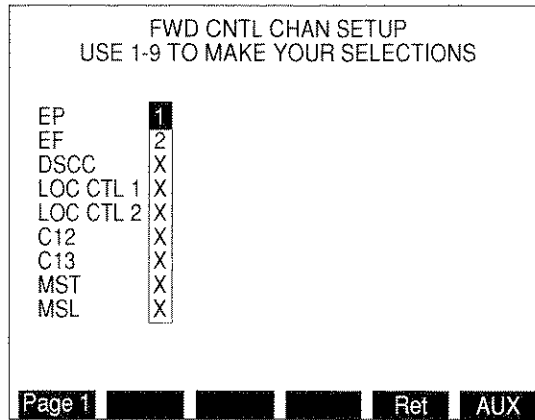 FWD CNTL CHAN SETUP
USE 1-9 TO MAKE YOUR SELECTIONS
EP 1
EF 2
DSCC X
LOC CTL 1 X
LOC CTL 2 X
C12 X
C13 X
MST X
MSL X
Page 1 Ret AUX